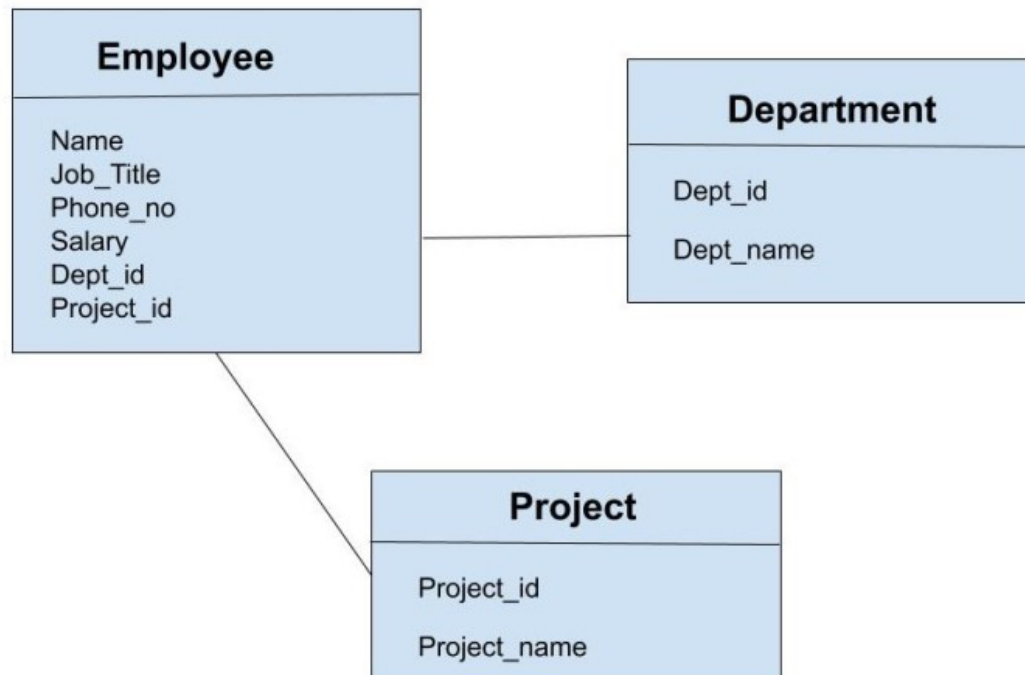 Employee
Name
Job_Title
Phone_no
Salary
Dept_id
Project_id
Department
Dept_id
Dept_name
Project
Project_id
Project_name